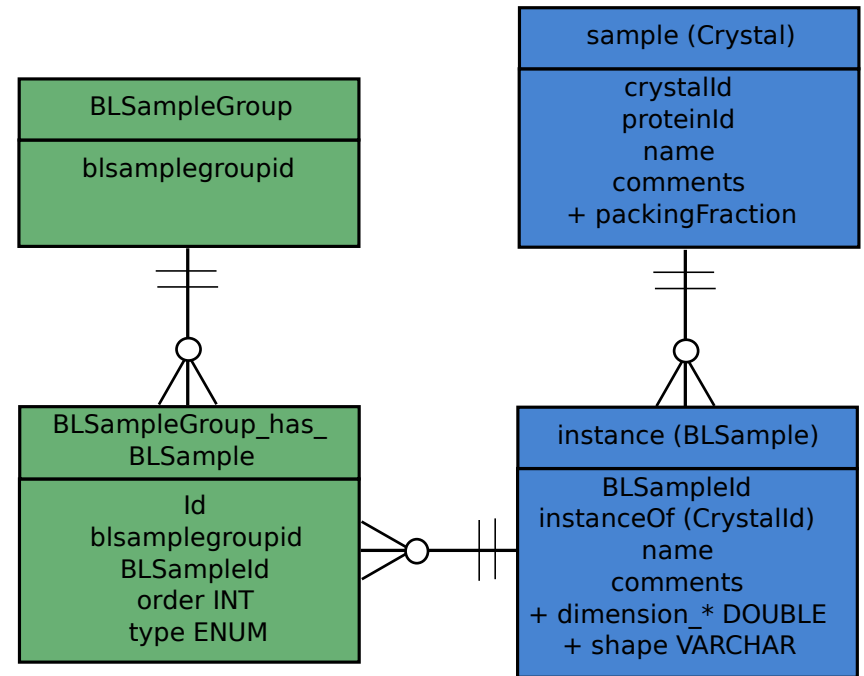 sample (Crystal)
crystalId
proteinId
name
comments
+ packingFraction
BLSampleGroup
blsamplegroupid
BLSampleGroup_has_
BLSample
Id
blsamplegroupid
BLSampleId
order INT
type ENUM
instance (BLSample)
BLSampleId
instanceOf (CrystalId)
name
comments
+ dimension_* DOUBLE
+ shape VARCHAR